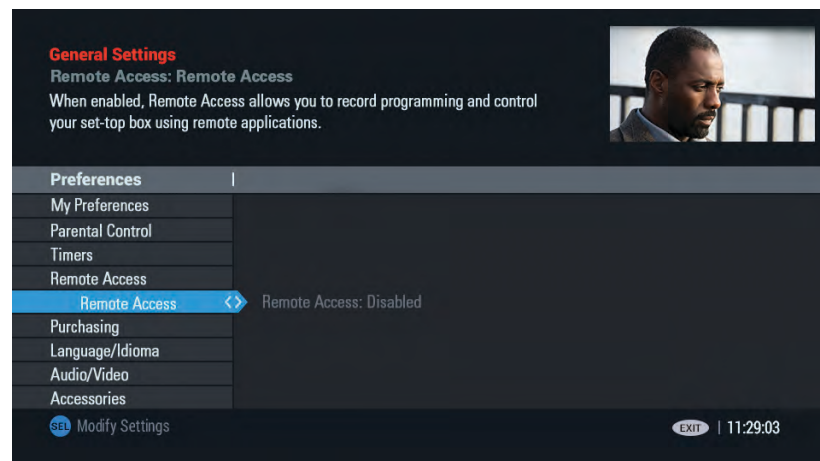 General Settings
Remote Access: Remote Access
When enabled, Remote Access allows you to record programming and control
your set-top box using remote applications.
Preferences
My Preferences
Parental Control
Timers
Remote Access
Remote Access <> Remote Access: Disabled
Purchasing
Language/Idioma
Audio/Video
Accessories
SEL Modify Settings
EXIT | 11:29:03